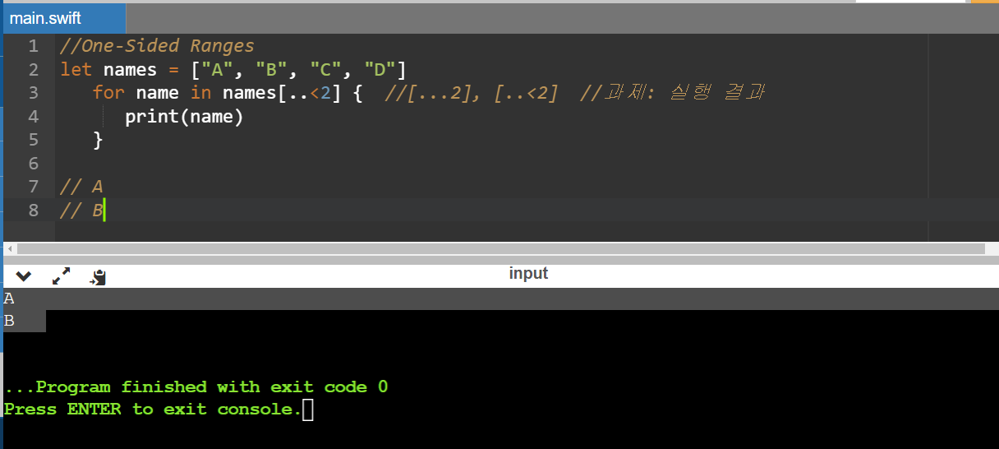 main.swift
1 //One-Sided Ranges
2 let names = ["A", "B", "C", "D"]
3 for name in names[..<2] { //[...2], [..<2] //과제: 실행 결과
4 print(name)
5 }
6
7 // A
8 // B
input
A
B
...Program finished with exit code 0
Press ENTER to exit console.